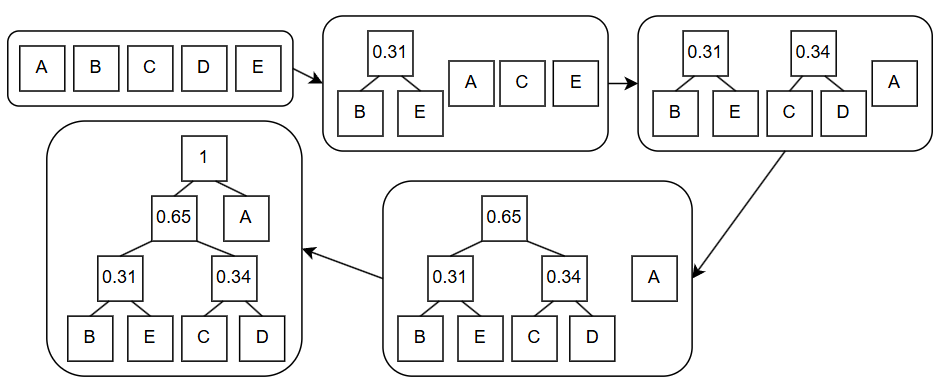 A B C D E
0.31
B E A C E
0.31 0.34
B E C D A
1
0.65 A
0.31 0.34
B E C D
0.65
0.31 0.34 A
B E C D